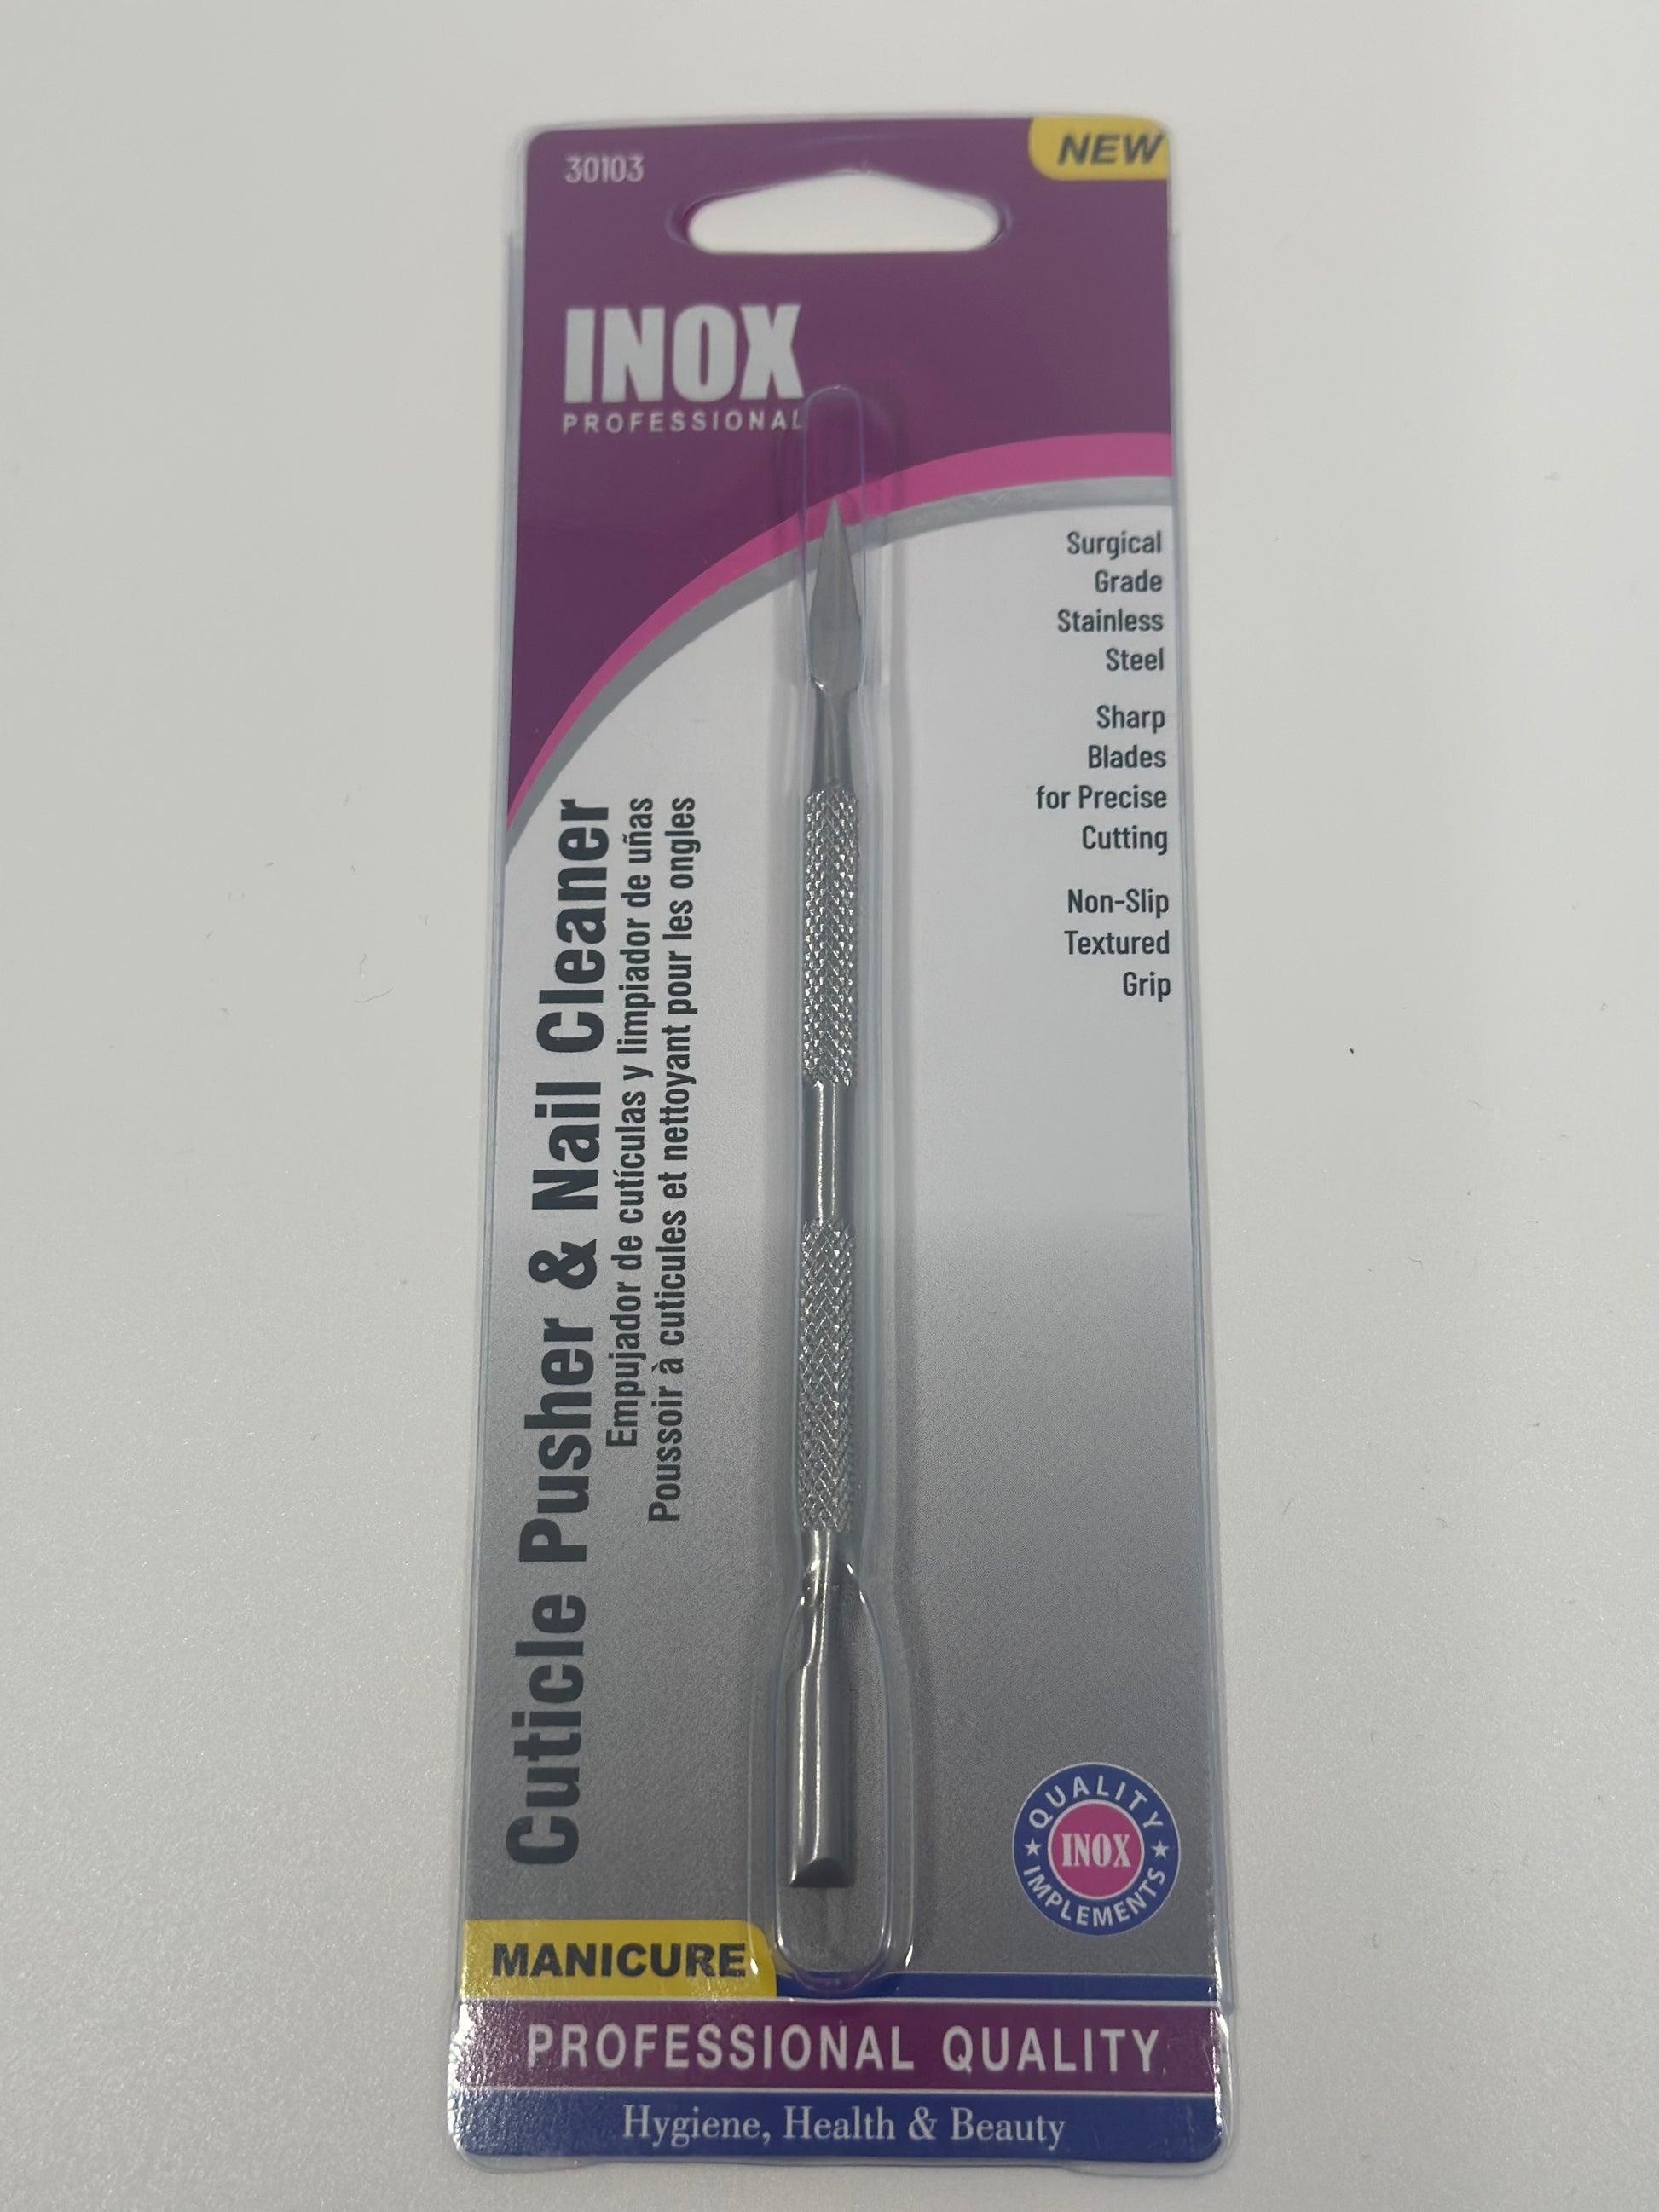 30103
NEW
INOX
PROFESSIONAL
Surgical
Grade
Stainless
Steel
Sharp
Blades
for Precise
Cutting
Non-Slip
Textured
Grip
Cuticle Pusher & Nail Cleaner
Empujador de cutículas y limpiador de uñas
Poussoir à cuticules et nettoyant pour les ongles
QUALITY
INOX
IMPLEMENTS
MANICURE
PROFESSIONAL QUALITY
Hygiene, Health & Beauty